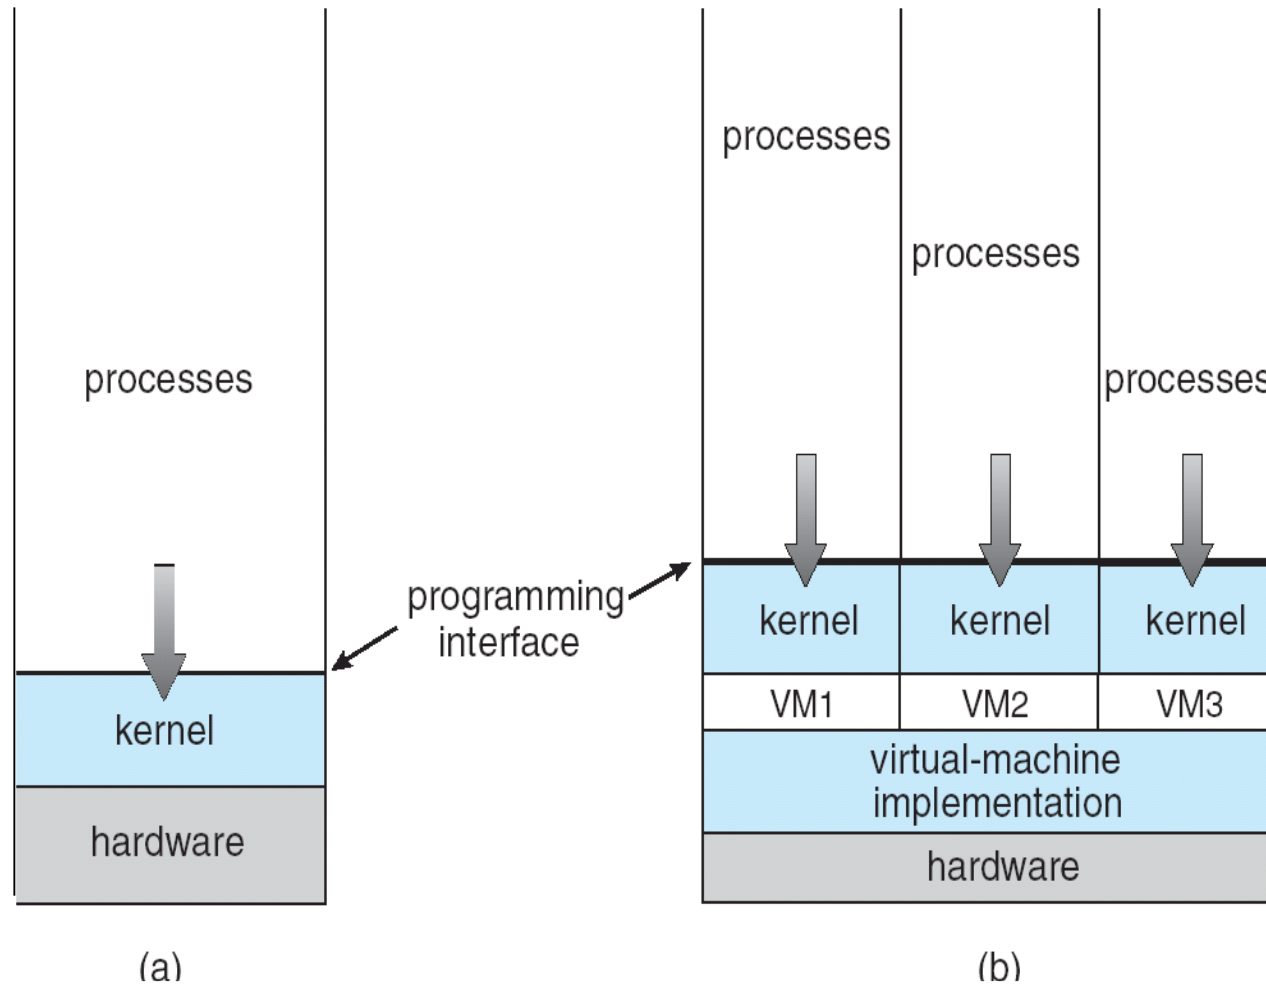 processes
kernel
hardware
(a)
programming
interface
processes
processes
processes
kernel
kernel
kernel
VM1
VM2
VM3
virtual-machine
implementation
hardware
(b)